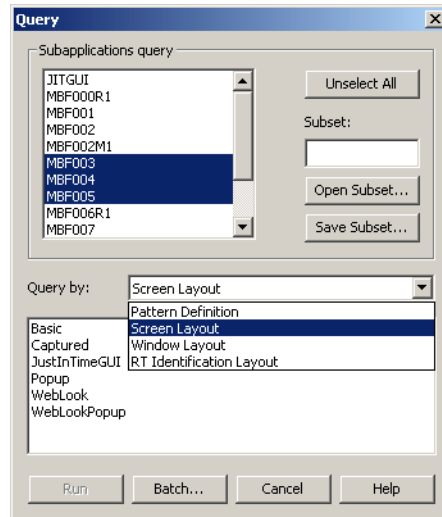 Query
Subapplications query
JITGUI
MBF000R1
MBF001
MBF002
MBF002M1
MBF003
MBF004
MBF005
MBF006R1
MBF007
Unselect All
Subset:
Open Subset...
Save Subset...
Query by:
Screen Layout
Pattern Definition
Screen Layout
Window Layout
RT Identification Layout
Basic
Captured
JustInTimeGUI
Popup
WebLook
WebLookPopup
Run
Batch...
Cancel
Help